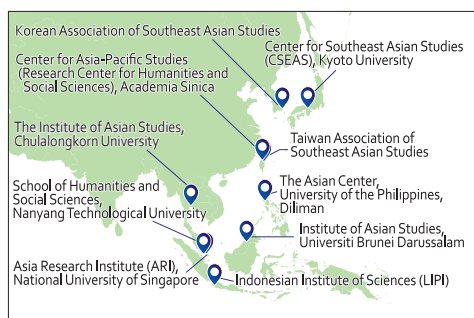 Korean Association of Southeast Asian Studies
Center for Southeast Asian Studies
(CSEAS), Kyoto University
Center for Asia-Pacific Studies
(Research Center for Humanities and
Social Sciences), Academia Sinica
The Institute of Asian Studies,
Chulalongkorn University
Taiwan Association of
Southeast Asian Studies
School of Humanities and
Social Sciences,
Nanyang Technological University
The Asian Center,
University of the Philippines,
Diliman
Institute of Asian Studies,
Universiti Brunei Darussalam
Asia Research Institute (ARI),
National University of Singapore
Indonesian Institute of Sciences (LIPI)